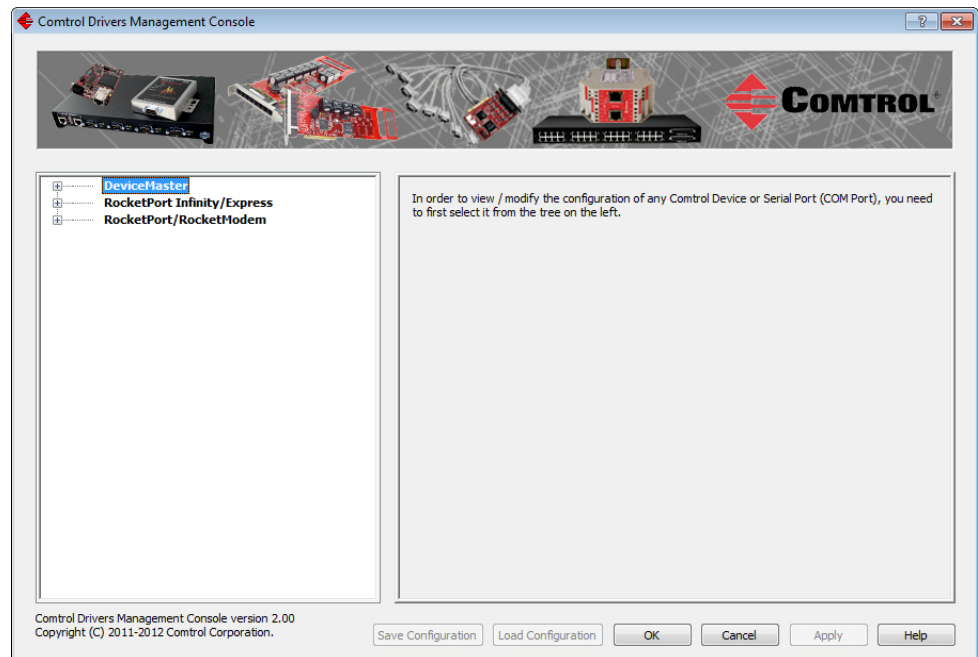 Comtrol Drivers Management Console
COMTROL®
DeviceMaster
RocketPort Infinity/Express
RocketPort/RocketModem
In order to view / modify the configuration of any Comtrol Device or Serial Port (COM Port), you need
to first select it from the tree on the left.
Comtrol Drivers Management Console version 2.00
Copyright (C) 2011-2012 Comtrol Corporation.
Save Configuration
Load Configuration
OK
Cancel
Apply
Help